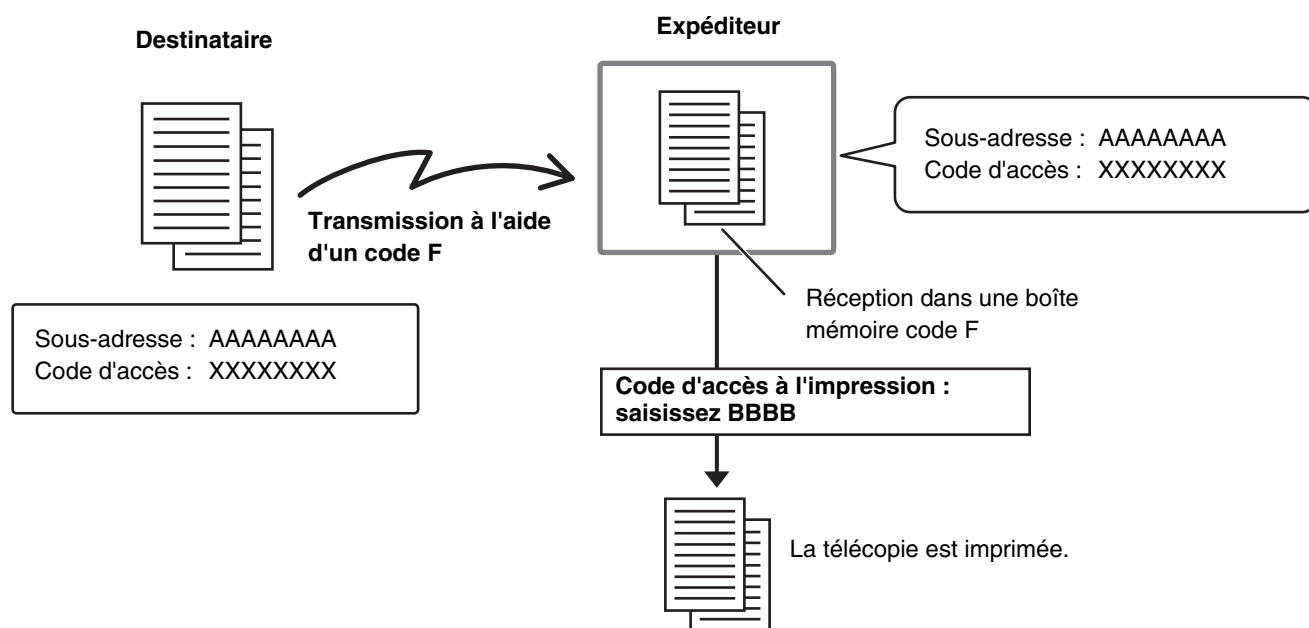 Destinataire
Expéditeur
Sous-adresse : AAAAAAAA
Code d'accès : XXXXXXXX
Transmission à l'aide
d'un code F
Réception dans une boîte
mémoire code F
Sous-adresse : AAAAAAAA
Code d'accès : XXXXXXXX
Code d'accès à l'impression :
saisissez BBBB
La télécopie est imprimée.